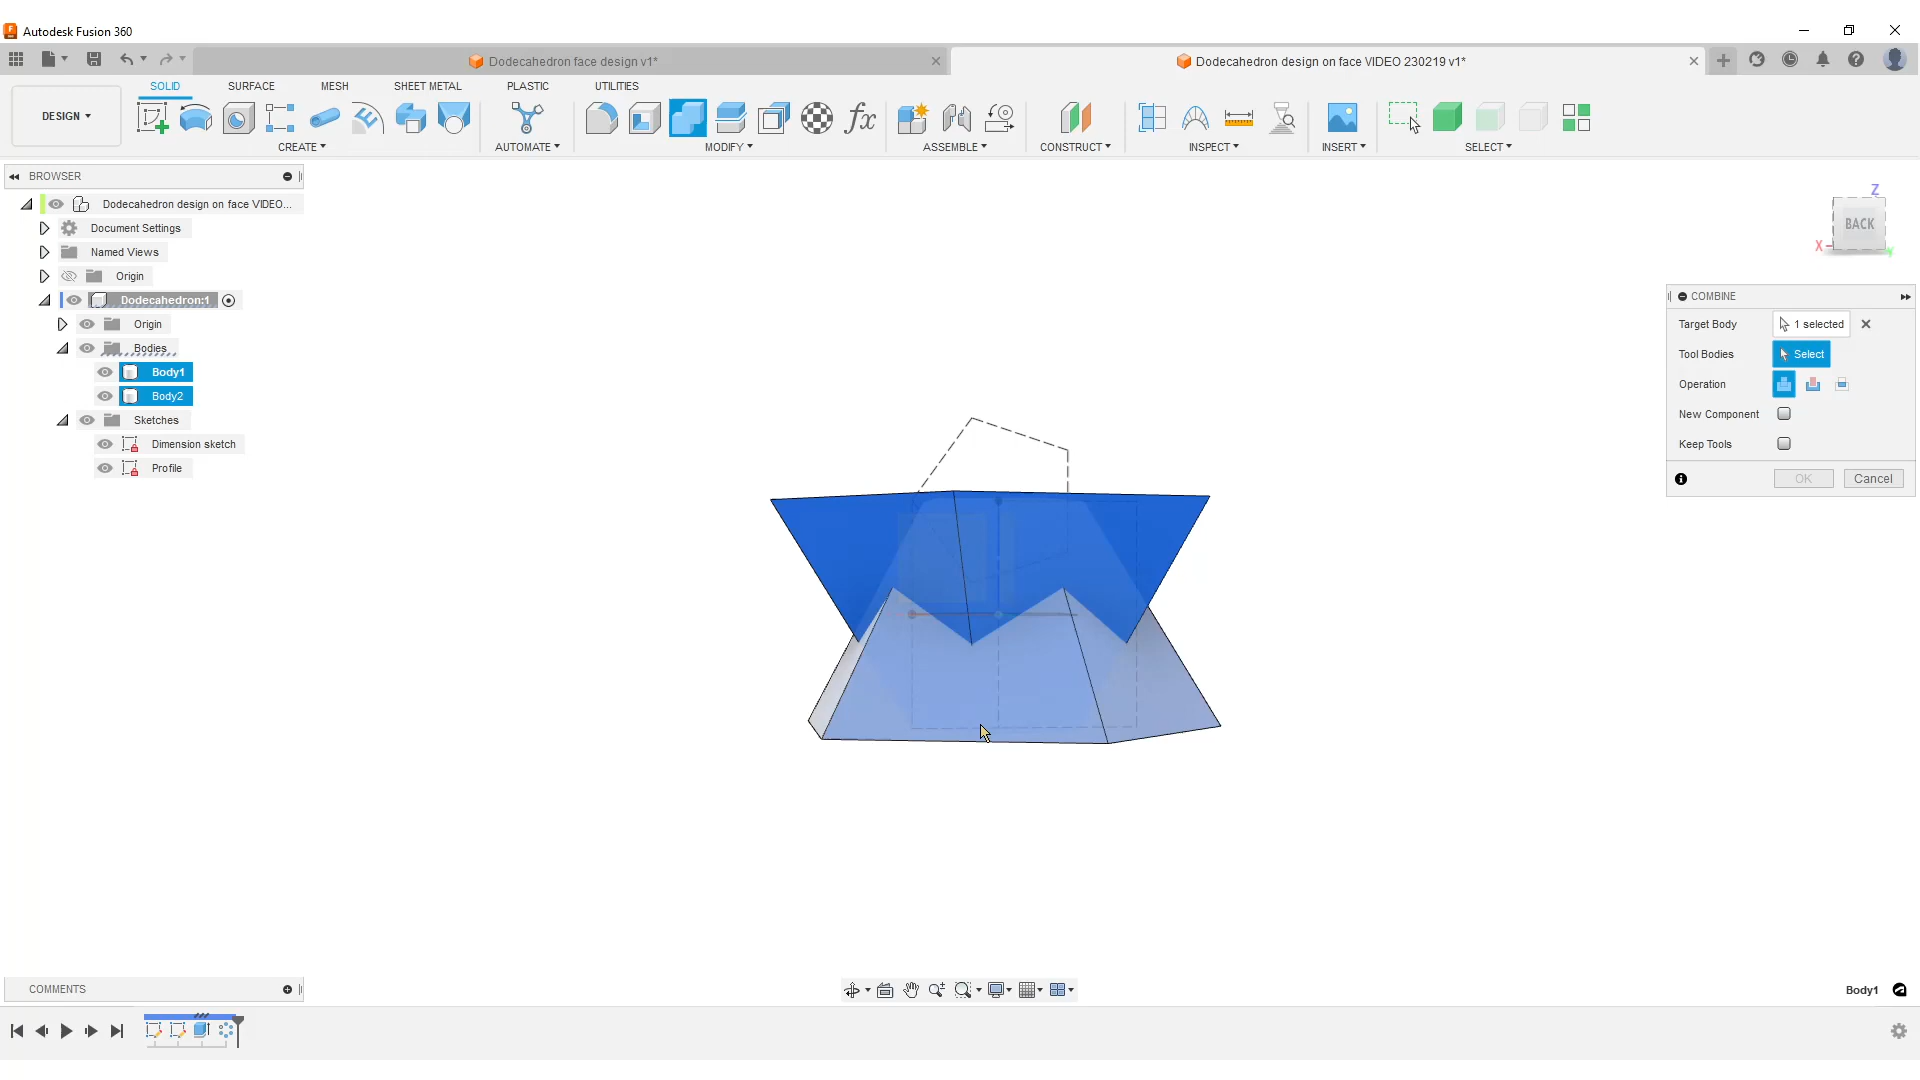 Autodesk Fusion 360
Dodecahedron face design v1*
Dodecahedron design on face VIDEO 230219 v1*
SOLID
SURFACE
MESH
SHEET METAL
PLASTIC
UTILITIES
DESIGN
CREATE
AUTOMATE
MODIFY
fx
ASSEMBLE
CONSTRUCT
INSPECT
INSERT
SELECT
BROWSER
Dodecahedron design on face VIDEO...
Document Settings
Named Views
Origin
Dodecahedron:1
Origin
Bodies
Body1
Body2
Sketches
Dimension sketch
Profile
Z
BACK
X
Y
COMBINE
Target Body
1 selected
Tool Bodies
Select
Operation
New Component
Keep Tools
OK
Cancel
COMMENTS
Body1